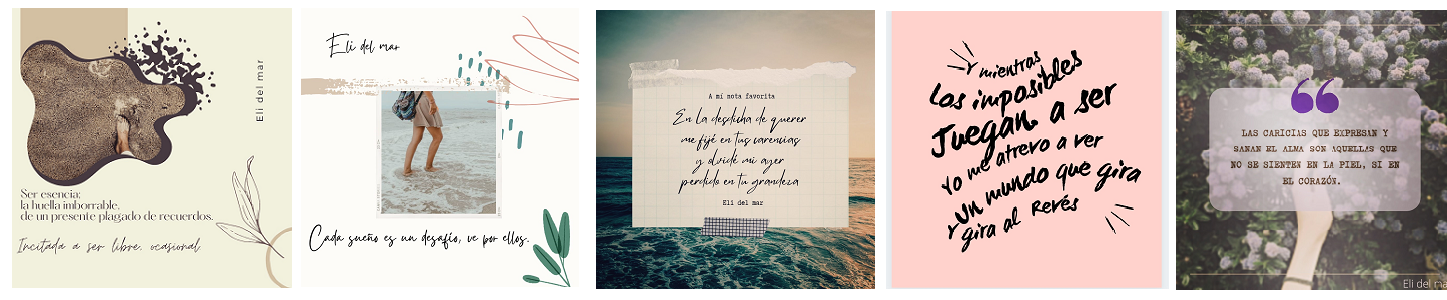 Eli del mar
Ser esencia;
la huella imborrable,
de un presente plagado de recuerdos.
Incitada a ser libre, ocasional
Eli del mar
Cada sueño es un desafío, ve por ellos.
A mi nota favorita
En la desdicha de querer
me fijé en tus carencias
y olvidé mi ayer
perdido en tu grandeza
Eli del mar
Y mientras
los imposibles
Juegan a ser
Yo me atrevo a ver
un mundo que gira
Y gira al Revés
LAS CARICIAS QUE EXPRESAN Y
SANAN EL ALMA SON AQUELLAS QUE
NO SE SIENTEN EN LA PIEL, SI EN
EL CORAZÓN.
Eli del ma